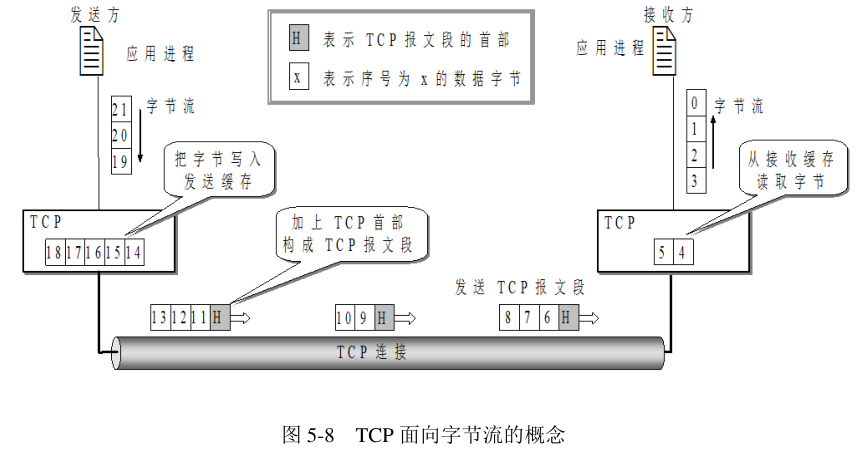 发送方
接收方
H 表示 TCP 报文段的首部
x 表示序号为 x 的数据字节
应用进程
应用进程
21
20
19
字节流
0
1
2
3
字节流
把字节写入
发送缓存
从接收缓存
读取字节
TCP
18 17 16 15 14
加上 TCP 首部
构成 TCP 报文段
TCP
5 4
发送 TCP 报文段
13 12 11 H
10 9 H
8 7 6 H
TCP 连接
图 5-8 TCP 面向字节流的概念